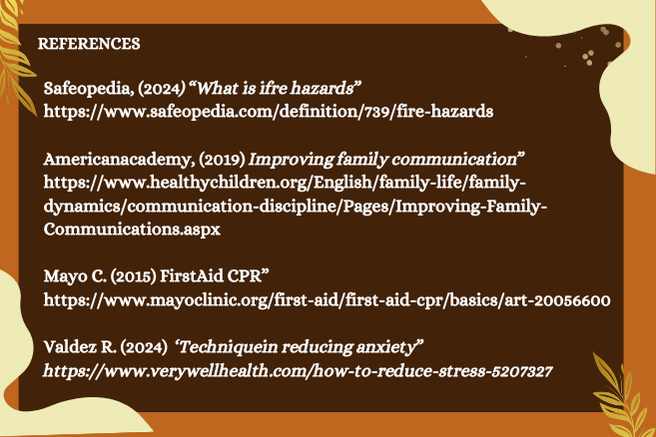 REFERENCES
Safeopedia, (2024) “What is ifre hazards”
https://www.safeopedia.com/definition/739/fire-hazards
Americanacademy, (2019) Improving family communication”
https://www.healthychildren.org/English/family-life/family-
dynamics/communication-discipline/Pages/Improving-Family-
Communications.aspx
Mayo C. (2015) FirstAid CPR”
https://www.mayoclinic.org/first-aid/first-aid-cpr/basics/art-20056600
Valdez R. (2024) ‘Techniquein reducing anxiety”
https://www.verywellhealth.com/how-to-reduce-stress-5207327